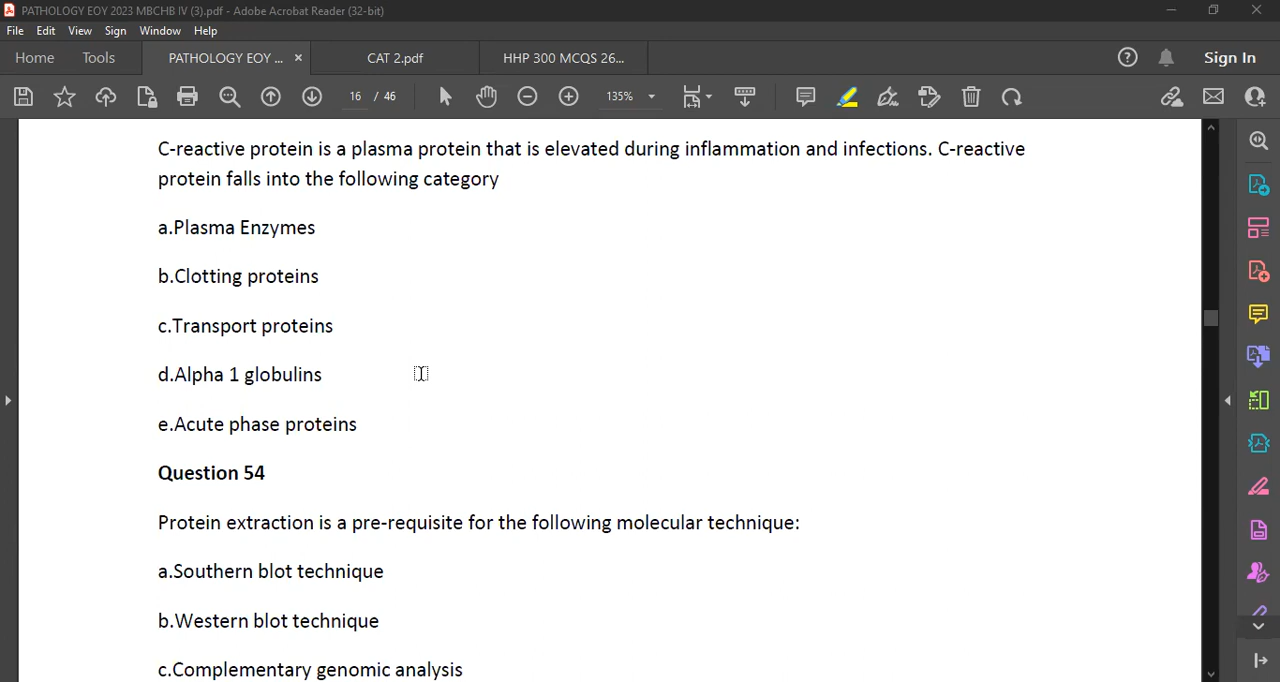 PATHOLOGY EOY 2023 MBCHB IV (3).pdf - Adobe Acrobat Reader (32-bit)
File Edit View Sign Window Help
Home Tools PATHOLOGY EOY ... × CAT 2.pdf HHP 300 MCQS 26... Sign In
16 / 46 135%
C-reactive protein is a plasma protein that is elevated during inflammation and infections. C-reactive
protein falls into the following category
a.Plasma Enzymes
b.Clotting proteins
c.Transport proteins
d.Alpha 1 globulins
e.Acute phase proteins
Question 54
Protein extraction is a pre-requisite for the following molecular technique:
a.Southern blot technique
b.Western blot technique
c.Complementary genomic analysis